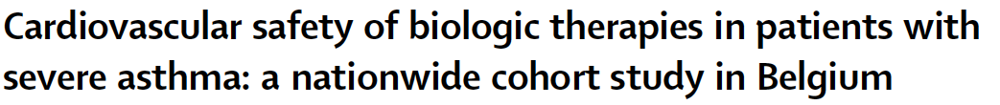 Cardiovascular safety of biologic therapies in patients with
severe asthma: a nationwide cohort study in Belgium